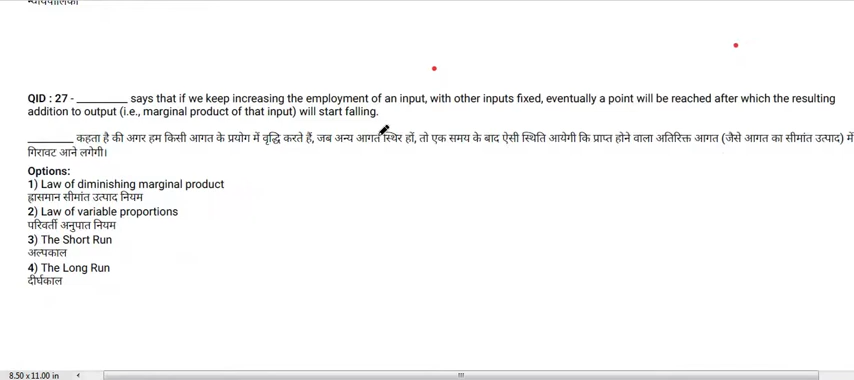 QID : 27 - _________ says that if we keep increasing the employment of an input, with other inputs fixed, eventually a point will be reached after which the resulting
addition to output (i.e., marginal product of that input) will start falling.
________ कहता है की अगर हम किसी आगत के प्रयोग में वृद्धि करते हैं, जब अन्य आगत स्थिर हों, तो एक समय के बाद ऐसी स्थिति आयेगी कि प्राप्त होने वाला अतिरिक्त आगत (जैसे आगत का सीमांत उत्पाद) में
गिरावट आने लगेगी।
Options:
1) Law of diminishing marginal product
ह्रासमान सीमांत उत्पाद नियम
2) Law of variable proportions
परिवर्ती अनुपात नियम
3) The Short Run
अल्पकाल
4) The Long Run
दीर्घकाल
8.50 x 11.00 in